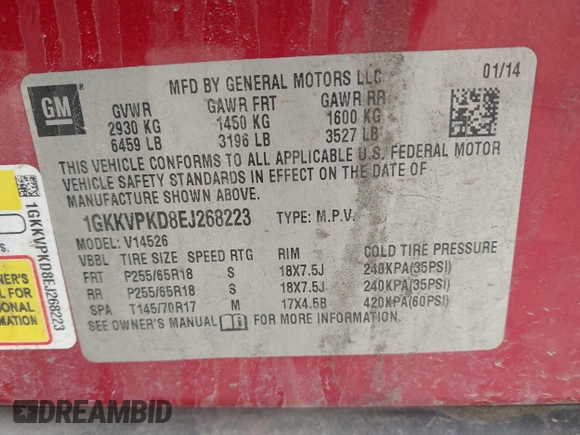 GM
®
MFD BY GENERAL MOTORS LLC
01/14
GVWR GAWR FRT GAWR RR
2930 KG 1450 KG 1600 KG
6459 LB 3196 LB 3527 LB
THIS VEHICLE CONFORMS TO ALL APPLICABLE U.S. FEDERAL MOTOR
VEHICLE SAFETY STANDARDS IN EFFECT ON THE DATE OF
MANUFACTURE SHOWN ABOVE.
1GKKVPKD8EJ268223 TYPE: M.P.V.
MODEL: V14526
VBBL TIRE SIZE SPEED RTG RIM COLD TIRE PRESSURE
FRT P255/65R18 S 18X7.5J 240KPA(35PSI)
RR P255/65R18 S 18X7.5J 240KPA(35PSI)
SPA T145/70R17 M 17X4.5B 420KPA(60PSI)
SEE OWNER'S MANUAL FOR MORE INFORMATION.
1GKKVPKD8EJ268223
NER'S
L FOR
ONAL
MATION
DREAMBID